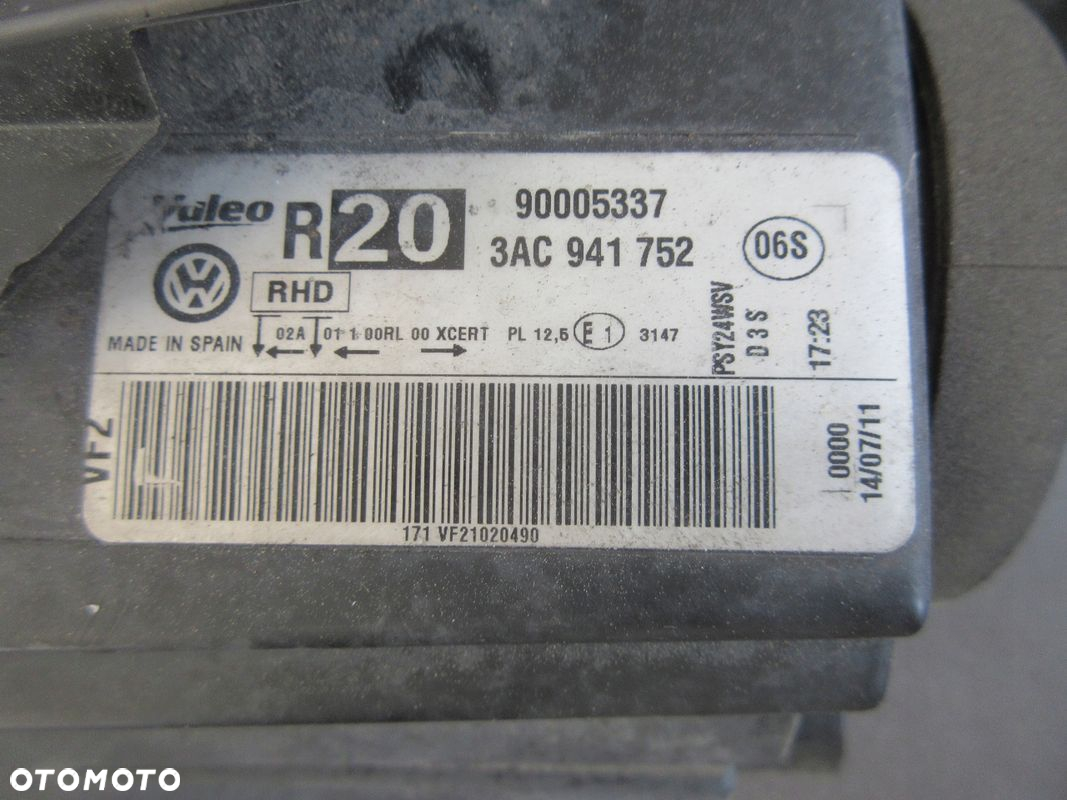 Valeo R 20 90005337
3AC 941 752 06S
RHD
MADE IN SPAIN 02A 01 1 00RL 00 XCERT PL 12,5 E 1 3147
PSY24WSV
D3S
17:23
VF2
0000
14/07/11
171 VF21020490
OTOMOTO